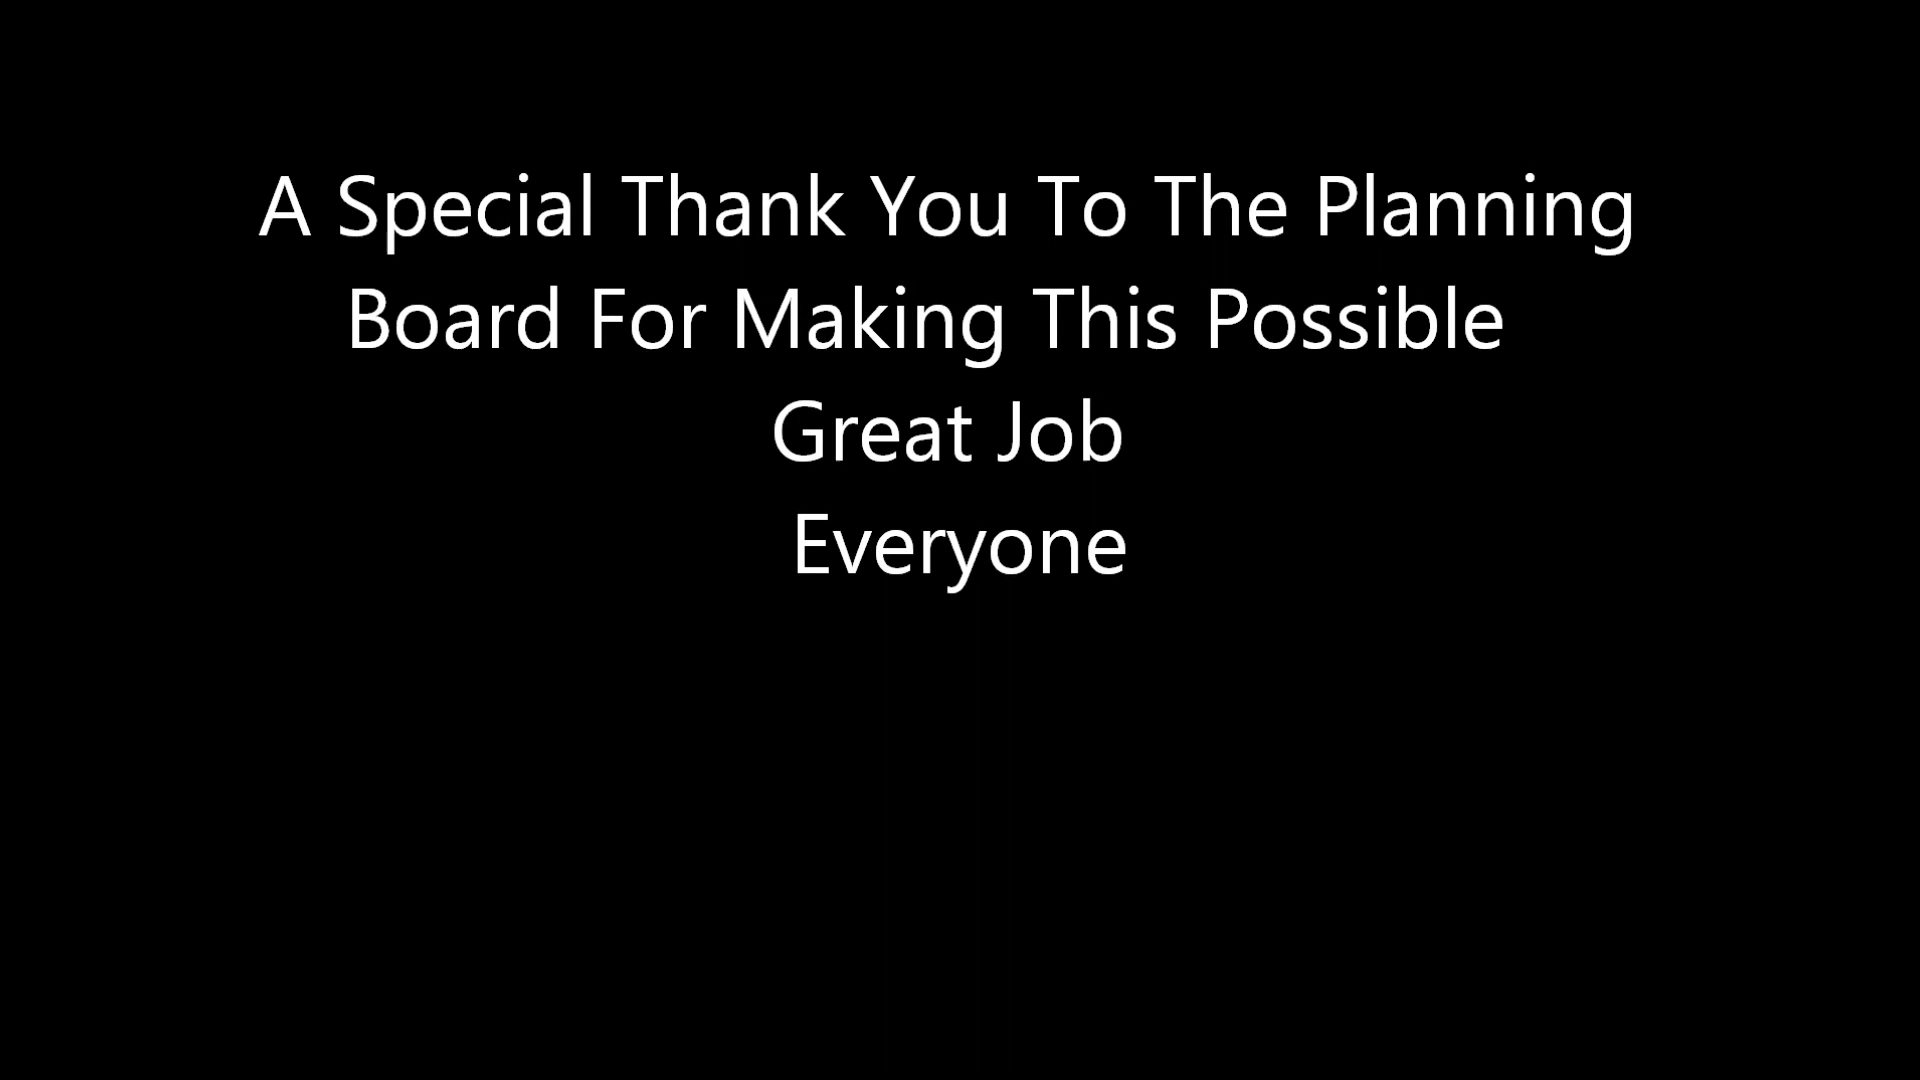 A Special Thank You To The Planning
Board For Making This Possible
Great Job
Everyone